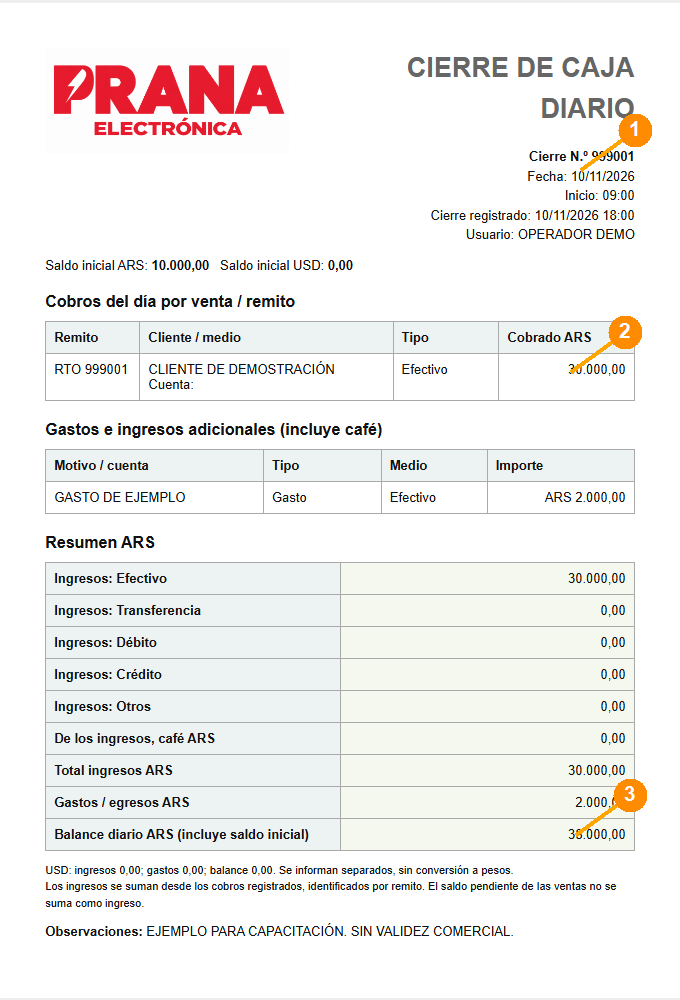 PRANA
ELECTRÓNICA
CIERRE DE CAJA
DIARIO
1
Cierre N.º 999001
Fecha: 10/11/2026
Inicio: 09:00
Cierre registrado: 10/11/2026 18:00
Usuario: OPERADOR DEMO
Saldo inicial ARS: 10.000,00 Saldo inicial USD: 0,00
Cobros del día por venta / remito
2
Remito Cliente / medio Tipo Cobrado ARS
RTO 999001 CLIENTE DE DEMOSTRACIÓN Efectivo 30.000,00
Cuenta:
Gastos e ingresos adicionales (incluye café)
Motivo / cuenta Tipo Medio Importe
GASTO DE EJEMPLO Gasto Efectivo ARS 2.000,00
Resumen ARS
Ingresos: Efectivo 30.000,00
Ingresos: Transferencia 0,00
Ingresos: Débito 0,00
Ingresos: Crédito 0,00
Ingresos: Otros 0,00
De los ingresos, café ARS 0,00
Total ingresos ARS 30.000,00
3
Gastos / egresos ARS 2.000,00
Balance diario ARS (incluye saldo inicial) 38.000,00
USD: ingresos 0,00; gastos 0,00; balance 0,00. Se informan separados, sin conversión a pesos.
Los ingresos se suman desde los cobros registrados, identificados por remito. El saldo pendiente de las ventas no se
suma como ingreso.
Observaciones: EJEMPLO PARA CAPACITACIÓN. SIN VALIDEZ COMERCIAL.